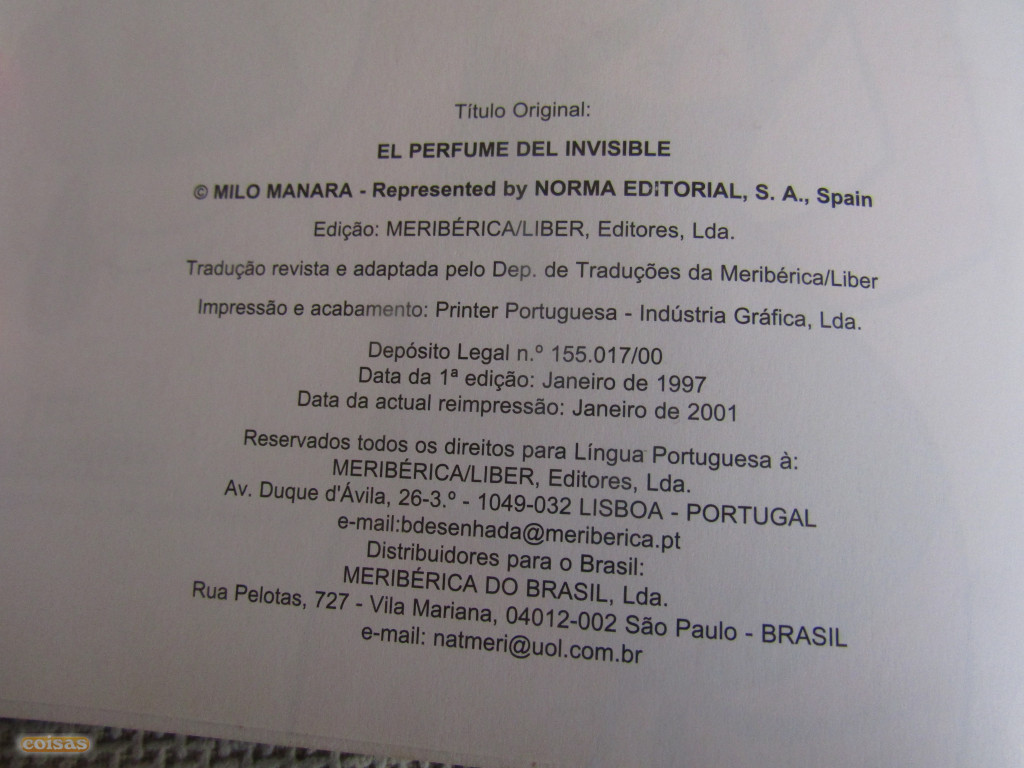 Título Original:
EL PERFUME DEL INVISIBLE
© MILO MANARA - Represented by NORMA EDITORIAL, S. A., Spain
Edição: MERIBÉRICA/LIBER, Editores, Lda.
Tradução revista e adaptada pelo Dep. de Traduções da Meribérica/Liber
Impressão e acabamento: Printer Portuguesa - Indústria Gráfica, Lda.
Depósito Legal n.º 155.017/00
Data da 1ª edição: Janeiro de 1997
Data da actual reimpressão: Janeiro de 2001
Reservados todos os direitos para Língua Portuguesa à:
MERIBÉRICA/LIBER, Editores, Lda.
Av. Duque d'Ávila, 26-3.º - 1049-032 LISBOA - PORTUGAL
e-mail:bdesenhada@meriberica.pt
Distribuidores para o Brasil:
MERIBÉRICA DO BRASIL, Lda.
Rua Pelotas, 727 - Vila Mariana, 04012-002 São Paulo - BRASIL
e-mail: natmeri@uol.com.br
coisas